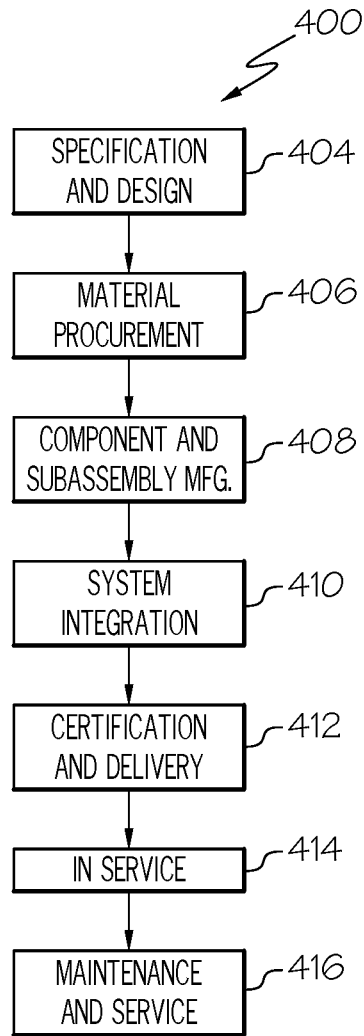 400
SPECIFICATION
AND DESIGN
404
MATERIAL
PROCUREMENT
406
COMPONENT AND
SUBASSEMBLY MFG.
408
SYSTEM
INTEGRATION
410
CERTIFICATION
AND DELIVERY
412
IN SERVICE
414
MAINTENANCE
AND SERVICE
416